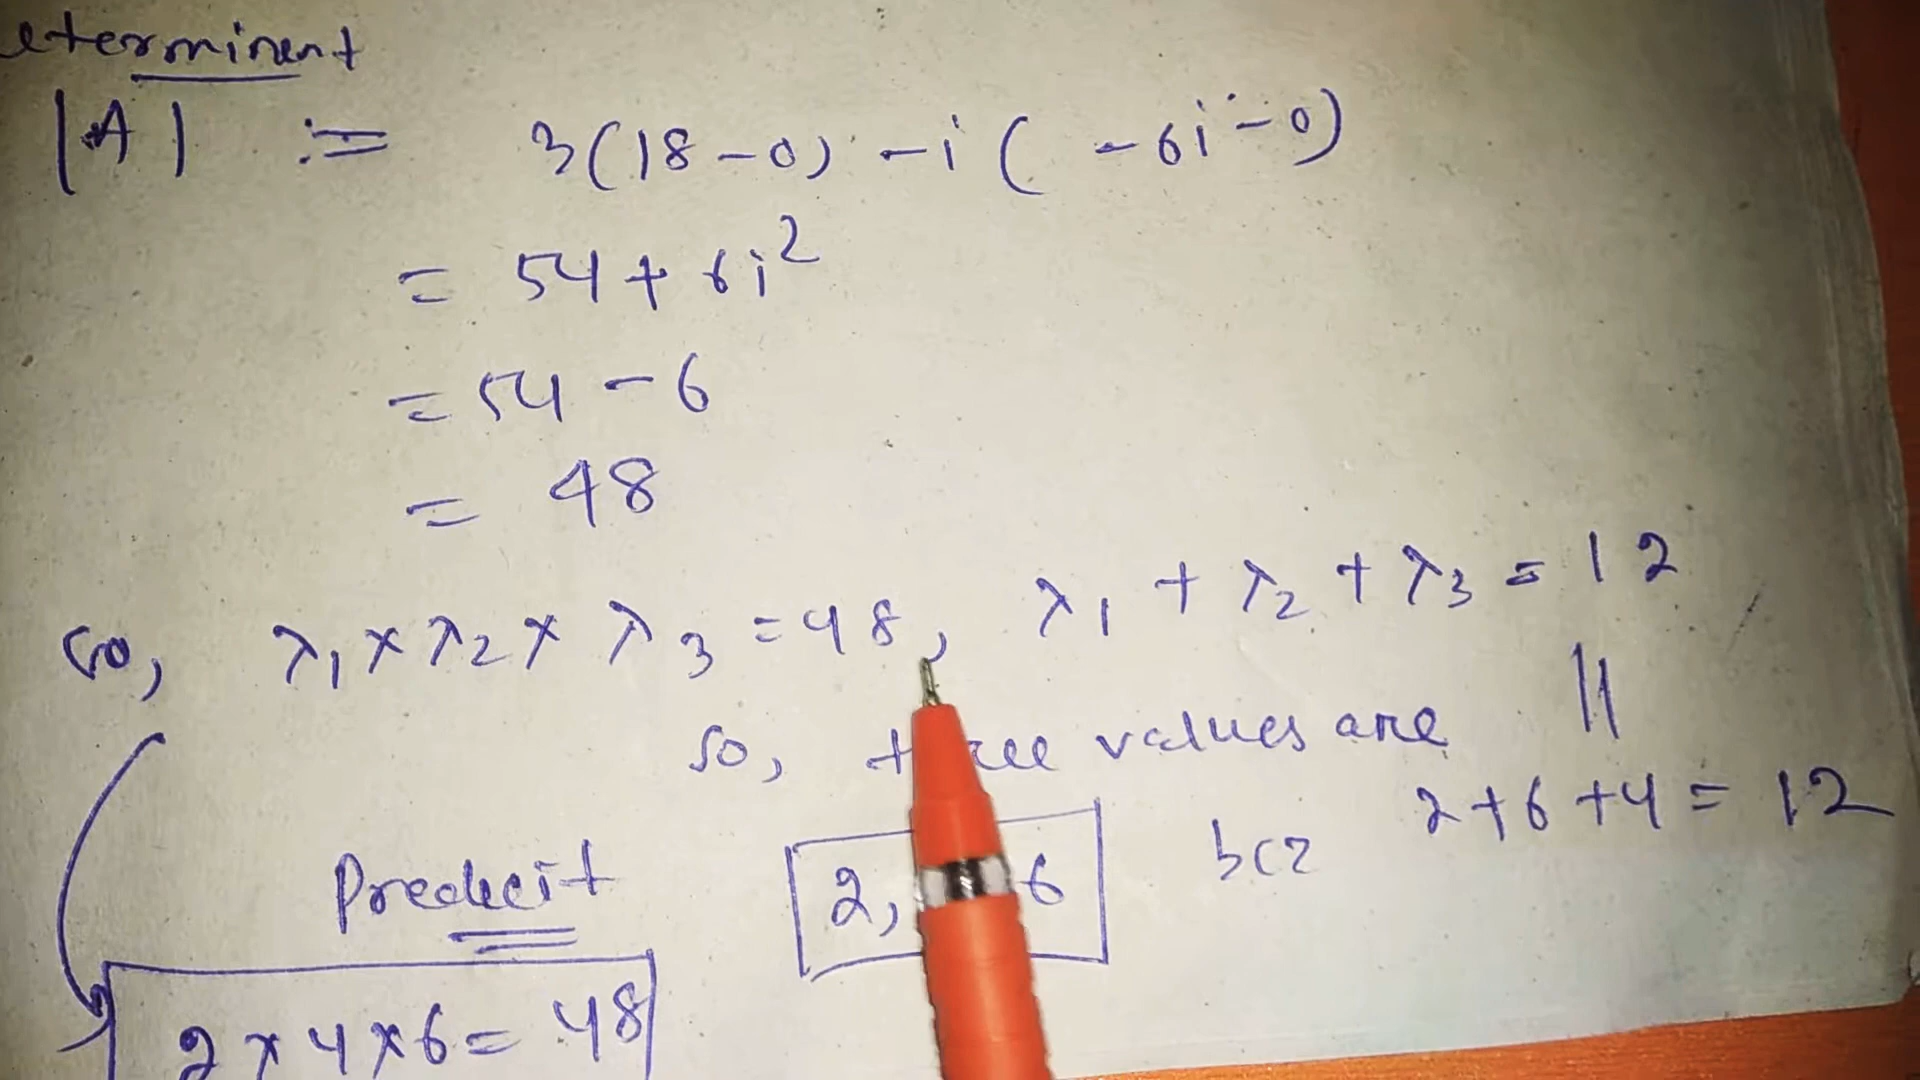 eterminent
|A| := 3(18-0) -i( -6i-0)
= 54 + 6i²
= 54 - 6
= 48
so, λ1 x λ2 x λ3 = 48, λ1 + λ2 + λ3 = 12
so, values are
2+6+4 = 12
2, 6 bcz
2 x 4 x 6 = 48